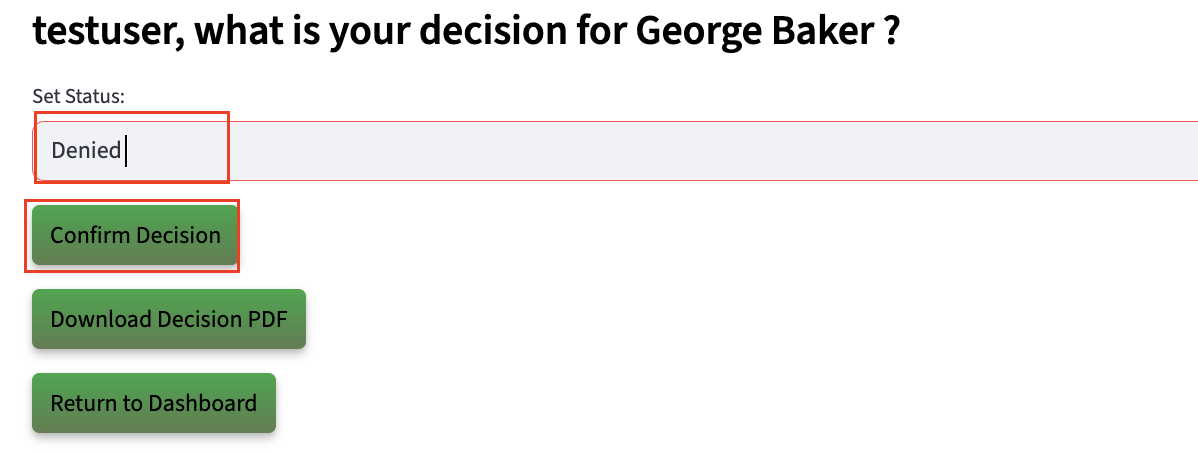 testuser, what is your decision for George Baker ?
Set Status:
Denied
Confirm Decision
Download Decision PDF
Return to Dashboard